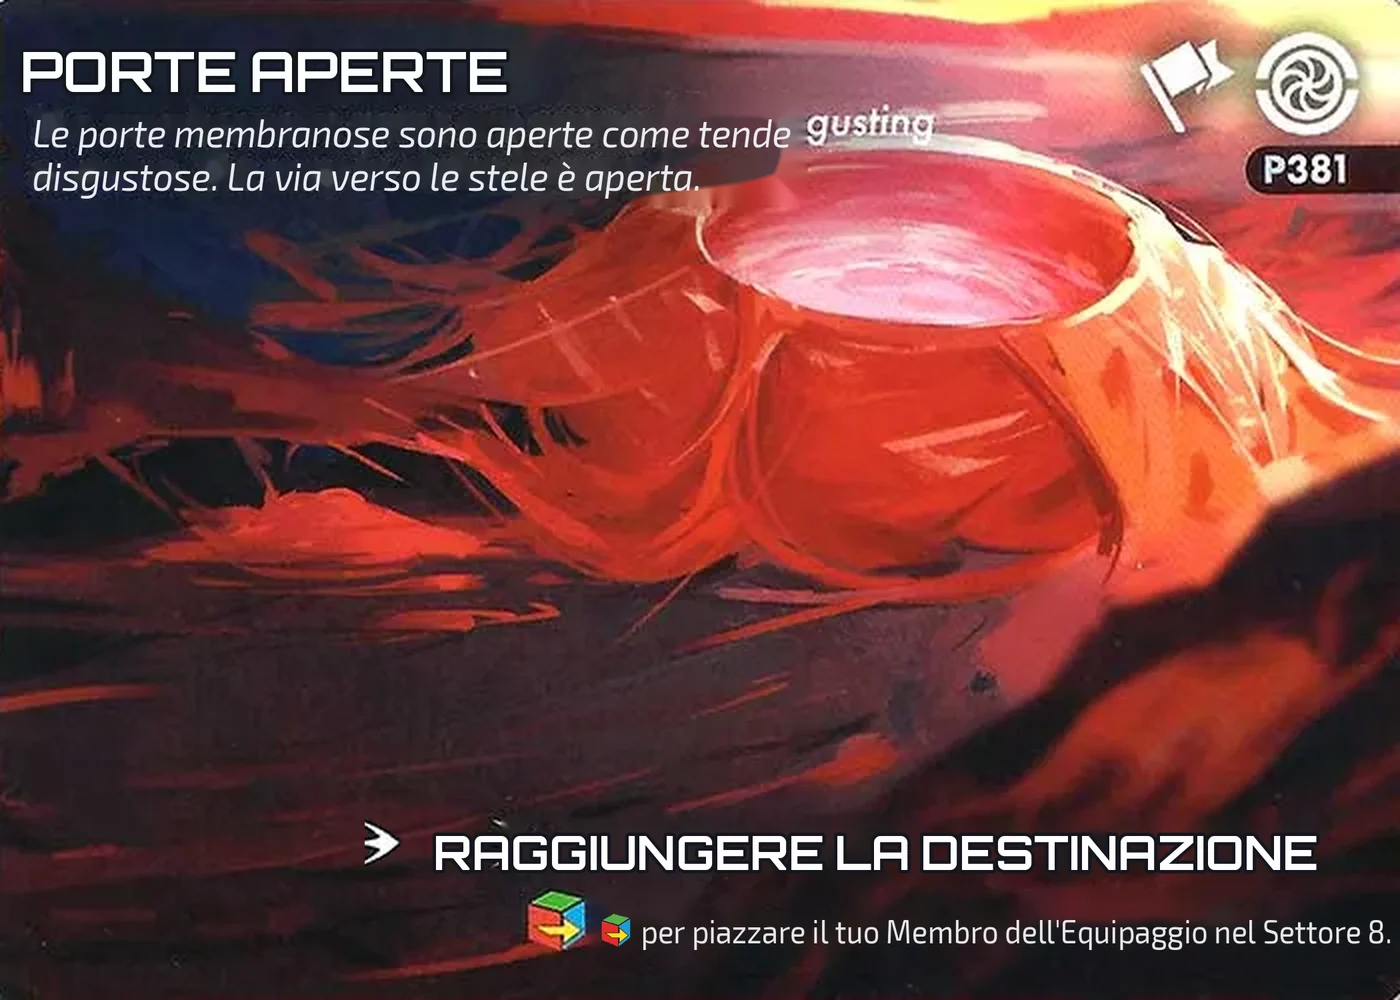 PORTE APERTE
Le porte membranose sono aperte come tende gusting
disgustose. La via verso le stele è aperta.
P381
RAGGIUNGERE LA DESTINAZIONE
per piazzare il tuo Membro dell'Equipaggio nel Settore 8.